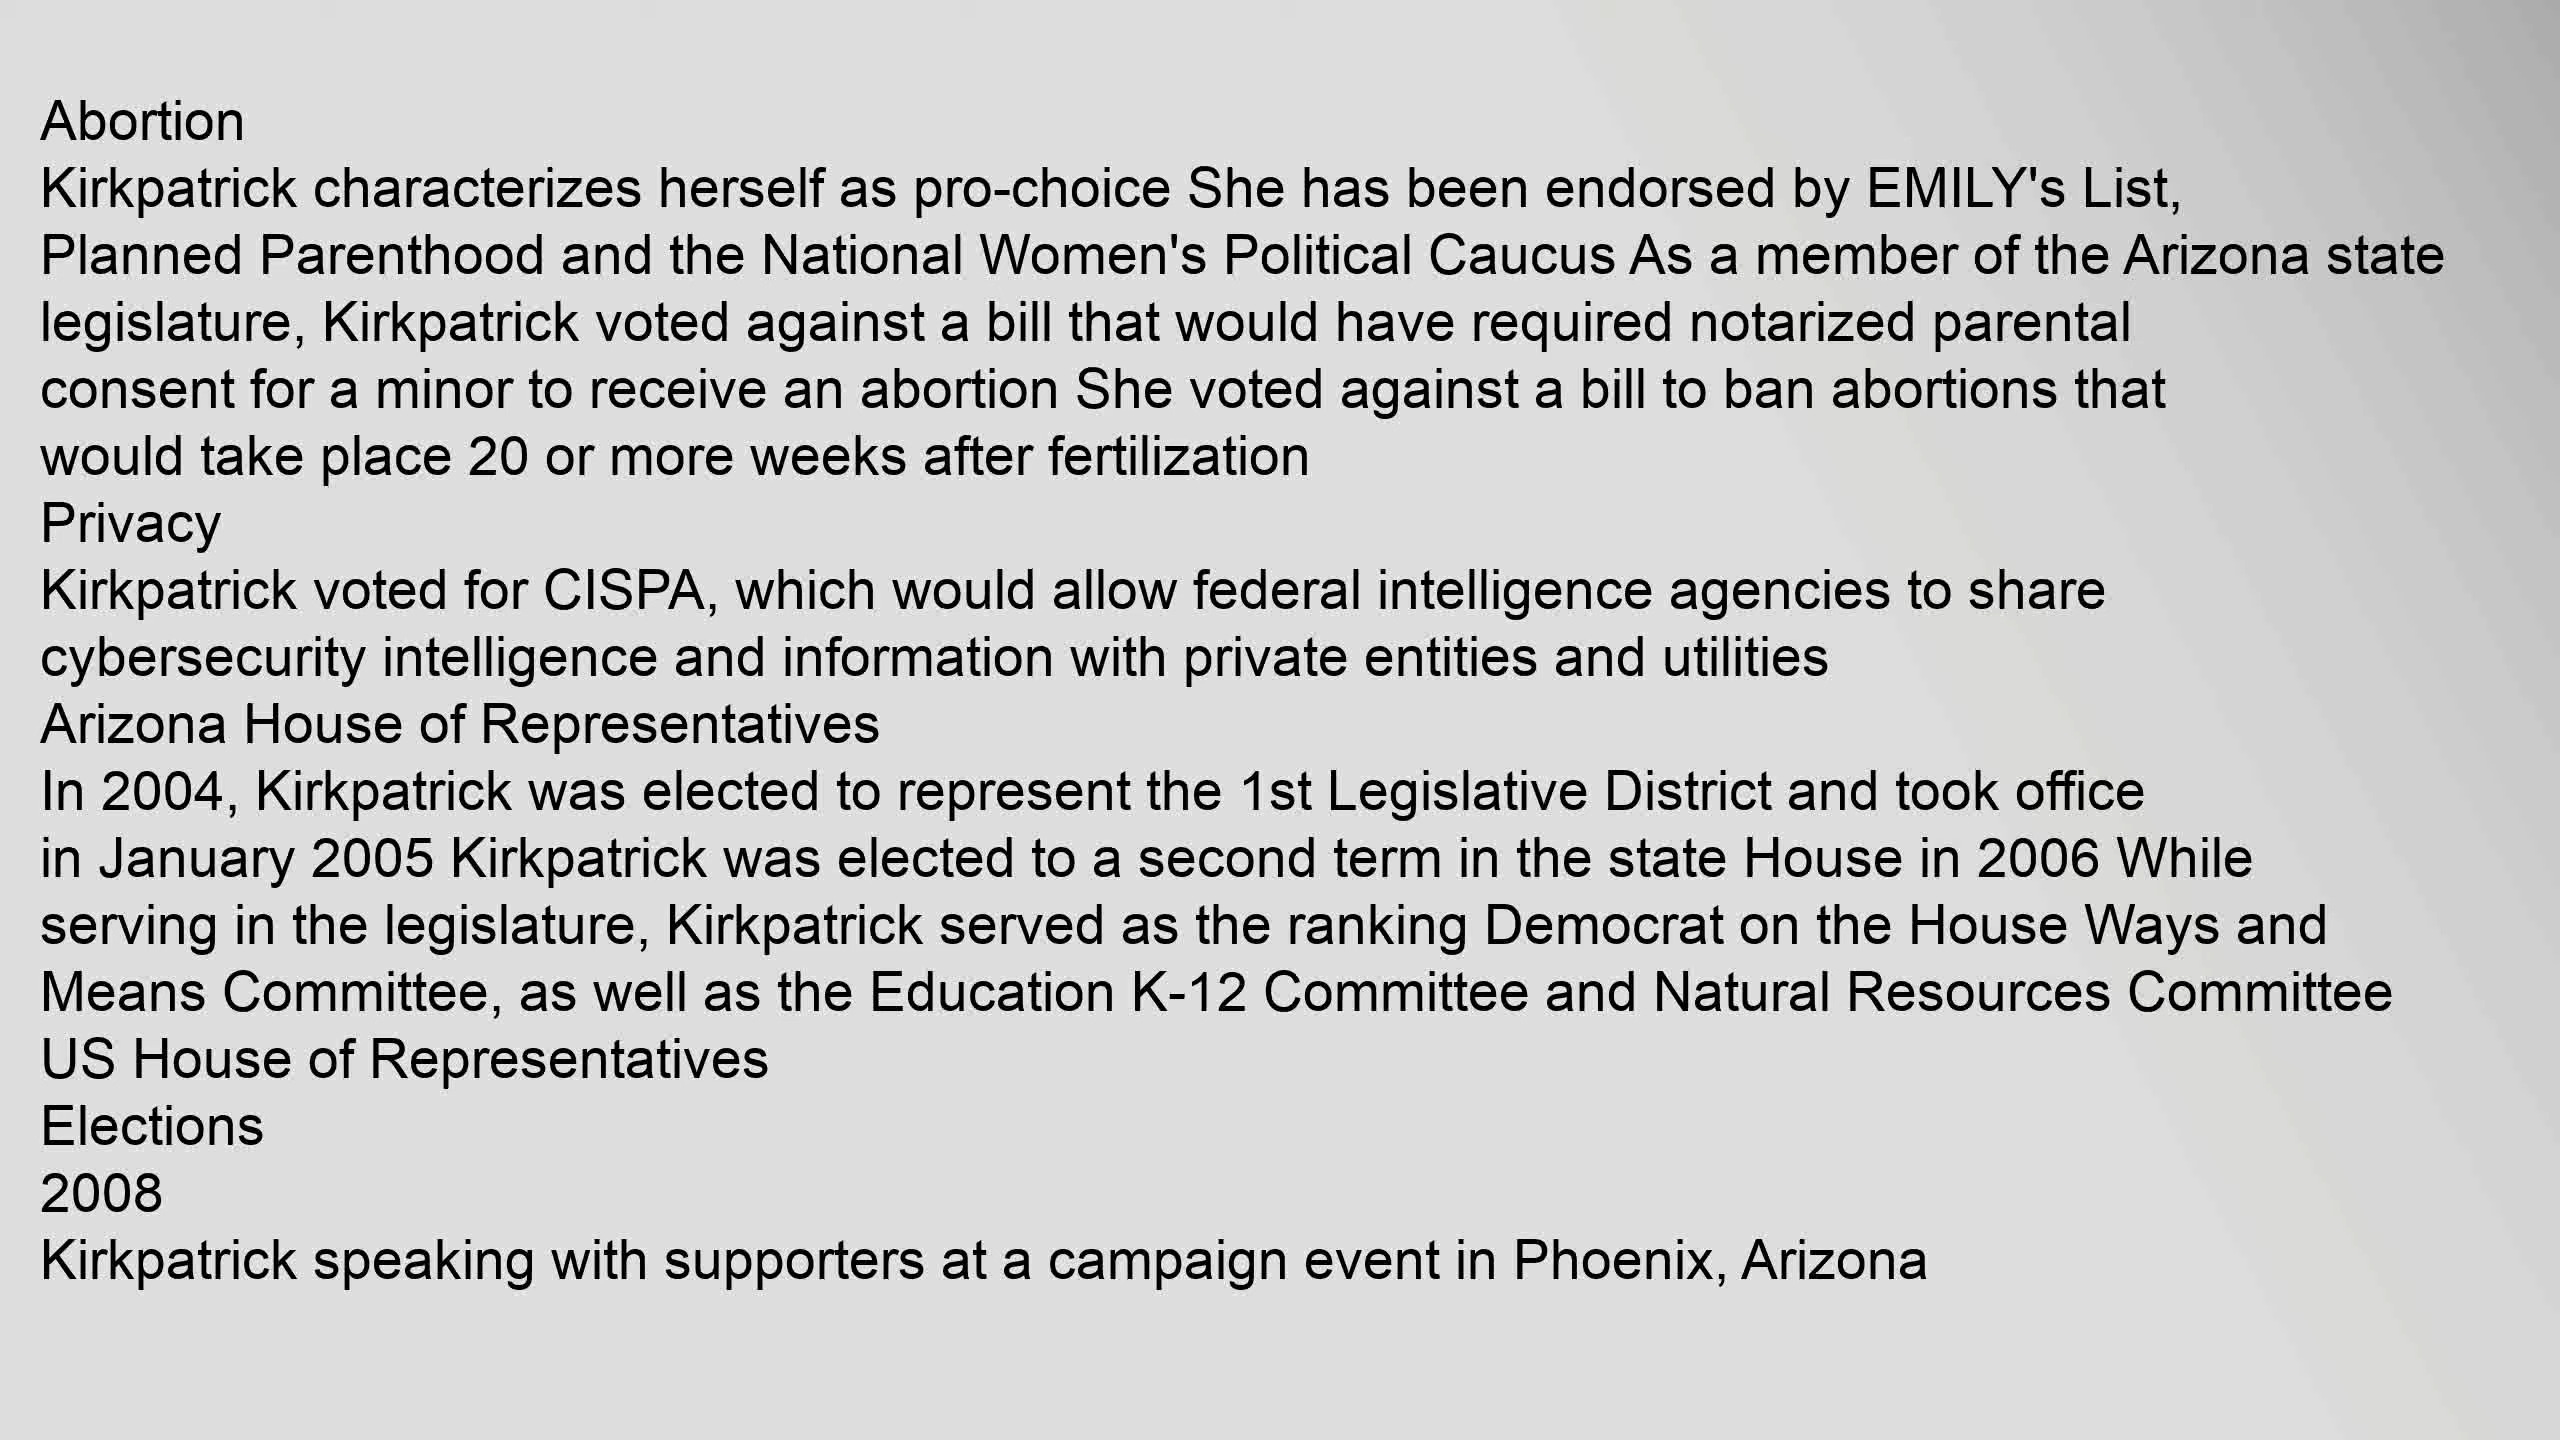 Abortion
Kirkpatrick characterizes herself as pro-choice She has been endorsed by EMILY's List,
Planned Parenthood and the National Women's Political Caucus As a member of the Arizona state
legislature, Kirkpatrick voted against a bill that would have required notarized parental
consent for a minor to receive an abortion She voted against a bill to ban abortions that
would take place 20 or more weeks after fertilization
Privacy
Kirkpatrick voted for CISPA, which would allow federal intelligence agencies to share
cybersecurity intelligence and information with private entities and utilities
Arizona House of Representatives
In 2004, Kirkpatrick was elected to represent the 1st Legislative District and took office
in January 2005 Kirkpatrick was elected to a second term in the state House in 2006 While
serving in the legislature, Kirkpatrick served as the ranking Democrat on the House Ways and
Means Committee, as well as the Education K-12 Committee and Natural Resources Committee
US House of Representatives
Elections
2008
Kirkpatrick speaking with supporters at a campaign event in Phoenix, Arizona